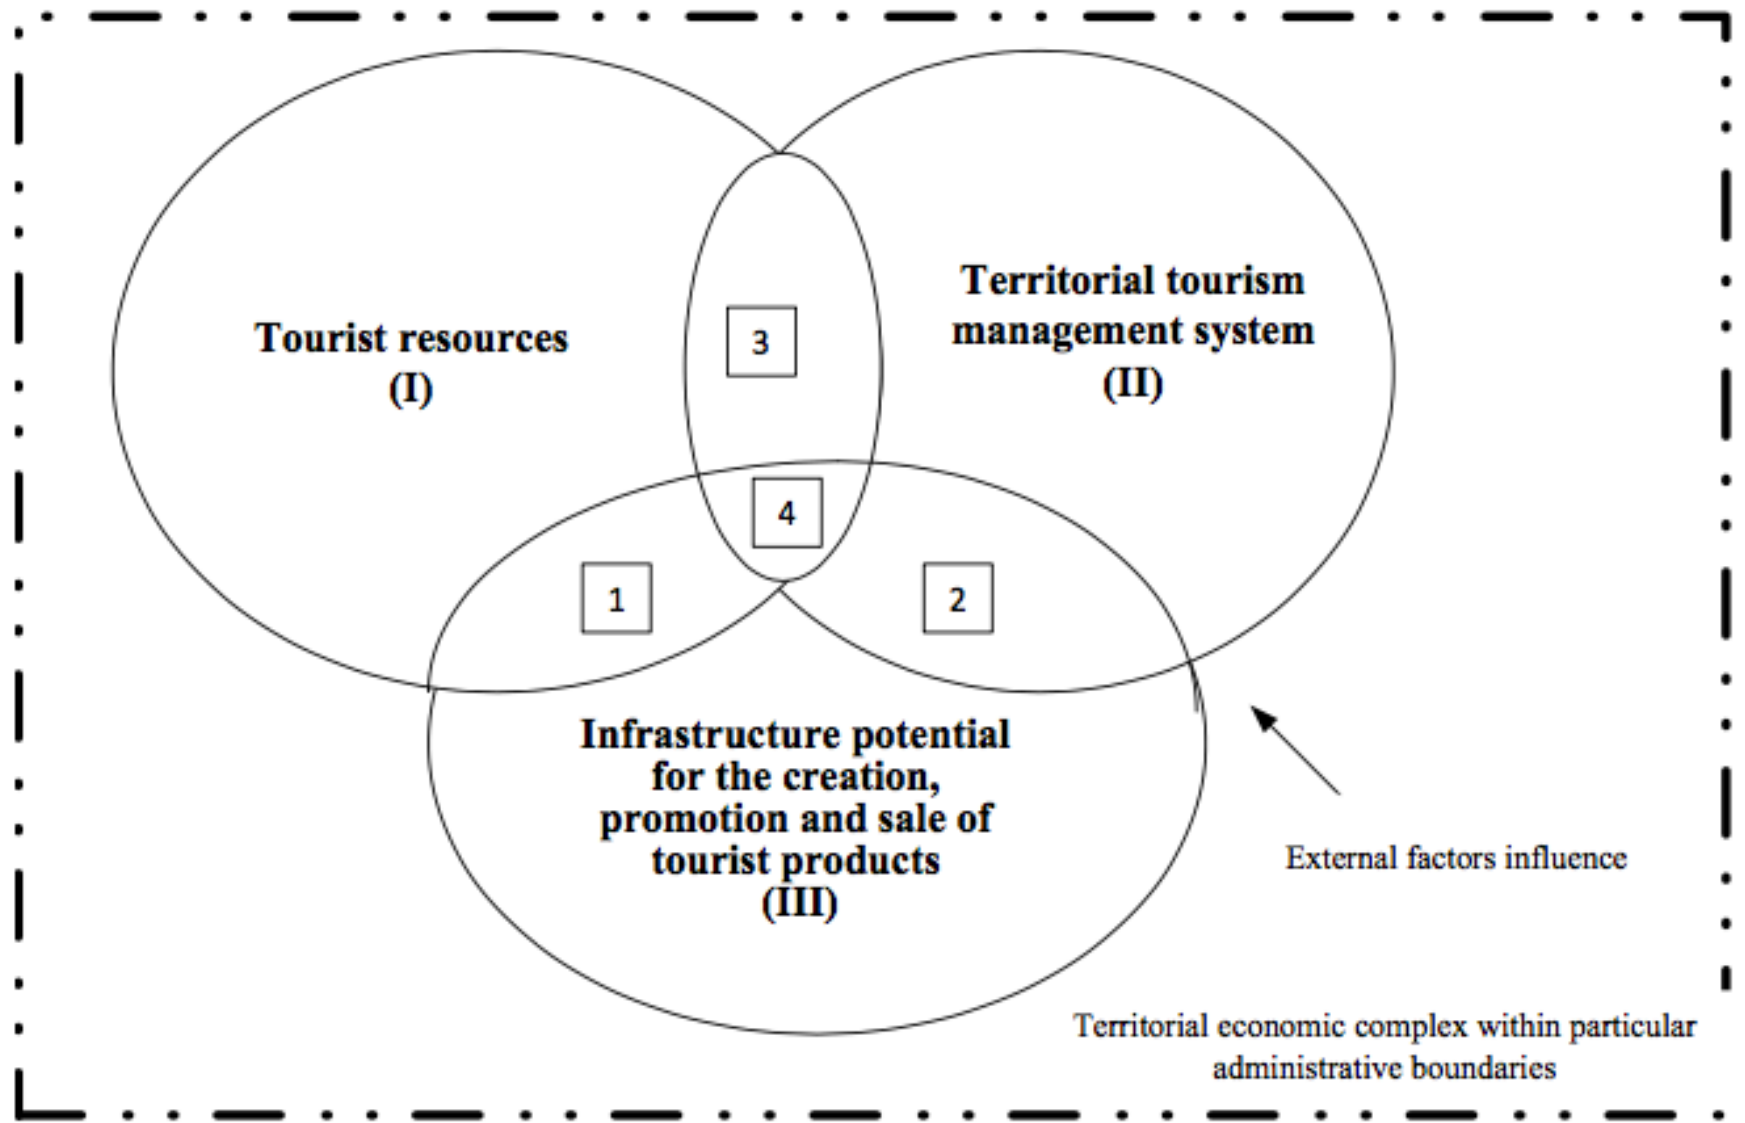 Tourist resources
(I)
Territorial tourism
management system
(II)
3
4
1
2
Infrastructure potential
for the creation,
promotion and sale of
tourist products
(III)
External factors influence
Territorial economic complex within particular
administrative boundaries